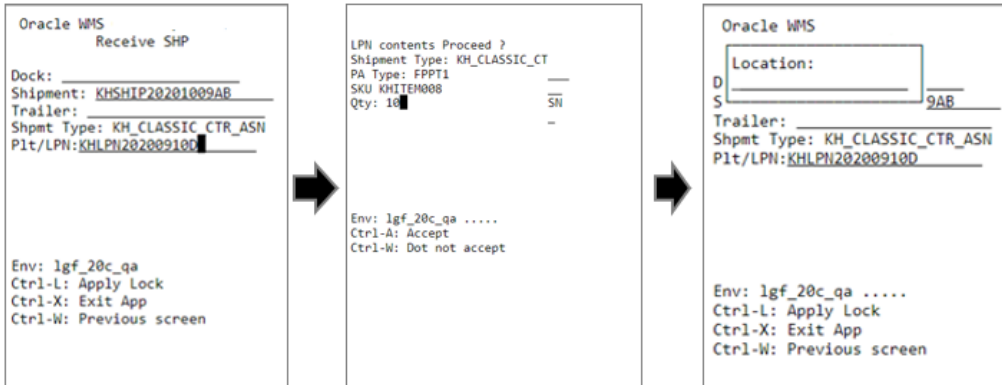 Oracle WMS
Receive SHP
Dock:
Shipment: KHSHIP20201009AB
Trailer:
Shpmt Type: KH_CLASSIC_CTR_ASN
Plt/LPN:KHLPN20200910D
Env: lgf_20c_qa
Ctrl-L: Apply Lock
Ctrl-X: Exit App
Ctrl-W: Previous screen
LPN contents Proceed ?
Shipment Type: KH_CLASSIC_CT
PA Type: FPPT1
SKU KHITEM008
Qty: 10 SN
Env: lgf_20c_qa .....
Ctrl-A: Accept
Ctrl-W: Dot not accept
Oracle WMS
Location:
D
S 9AB
Trailer:
Shpmt Type: KH_CLASSIC_CTR_ASN
Plt/LPN:KHLPN20200910D
Env: lgf_20c_qa .....
Ctrl-L: Apply Lock
Ctrl-X: Exit App
Ctrl-W: Previous screen